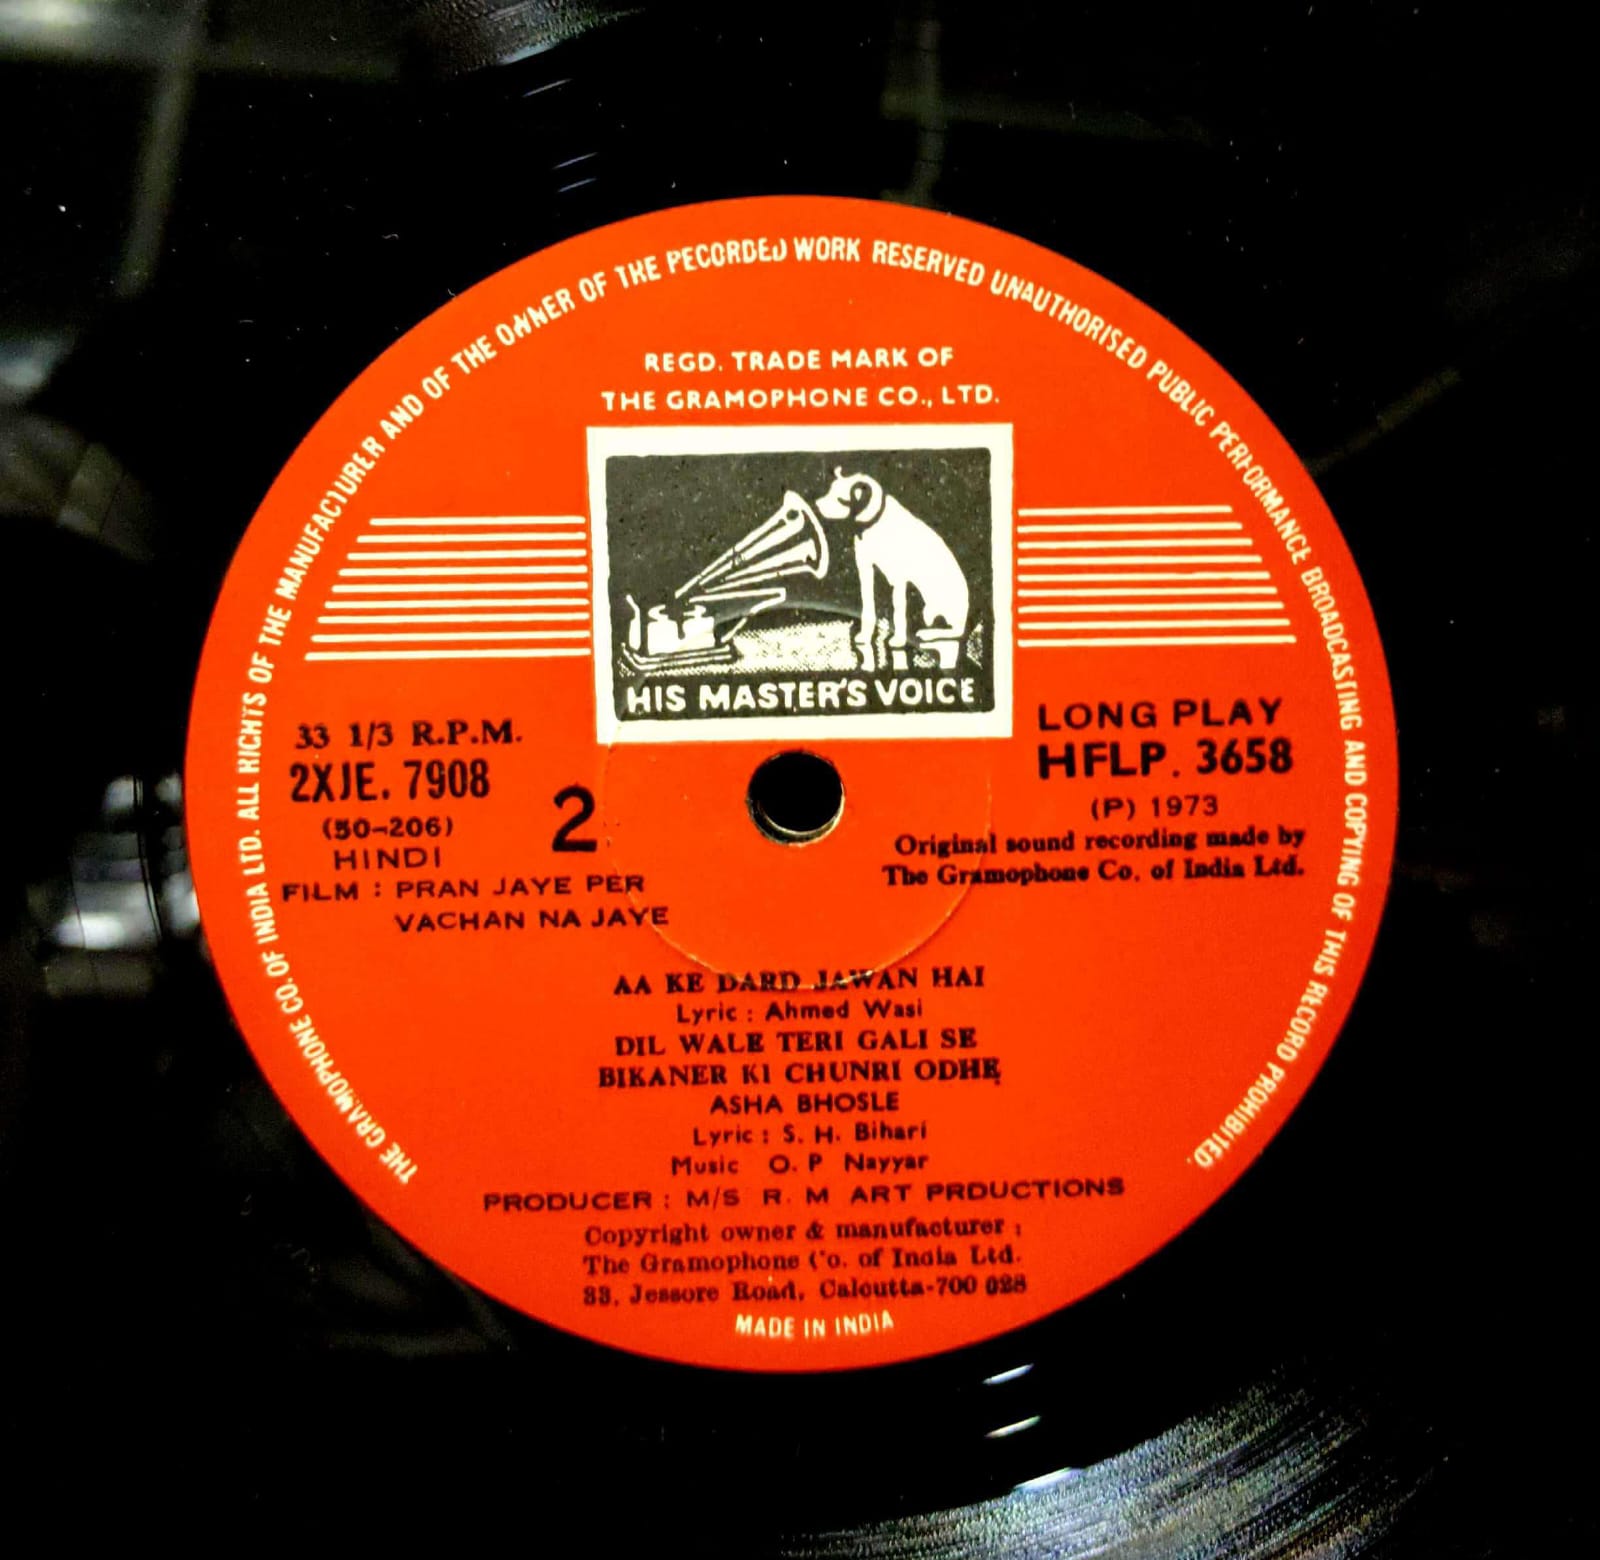 THE GRAMOPHONE CO. OF INDIA LTD. ALL RIGHTS OF THE MANUFACTURER AND OF THE OWNER OF THE RECORDED WORK RESERVED UNAUTHORISED PUBLIC PERFORMANCE BROADCASTING AND COPYING OF THIS RECORD PROHIBITED.
REGD. TRADE MARK OF
THE GRAMOPHONE CO., LTD.
HIS MASTER'S VOICE
33 1/3 R.P.M.
2XJE. 7908
(50-206)
HINDI
2
LONG PLAY
HFLP. 3658
(P) 1973
Original sound recording made by
The Gramophone Co. of India Ltd.
FILM : PRAN JAYE PER
VACHAN NA JAYE
AA KE DARD JAWAN HAI
Lyric : Ahmed Wasi
DIL WALE TERI GALI SE
BIKANER KI CHUNRI ODHE
ASHA BHOSLE
Lyric : S. H. Bihari
Music O. P Nayyar
PRODUCER : M/S R. M ART PRDUCTIONS
Copyright owner & manufacturer :
The Gramophone Co. of India Ltd.
33, Jessore Road, Calcutta-700 028
MADE IN INDIA